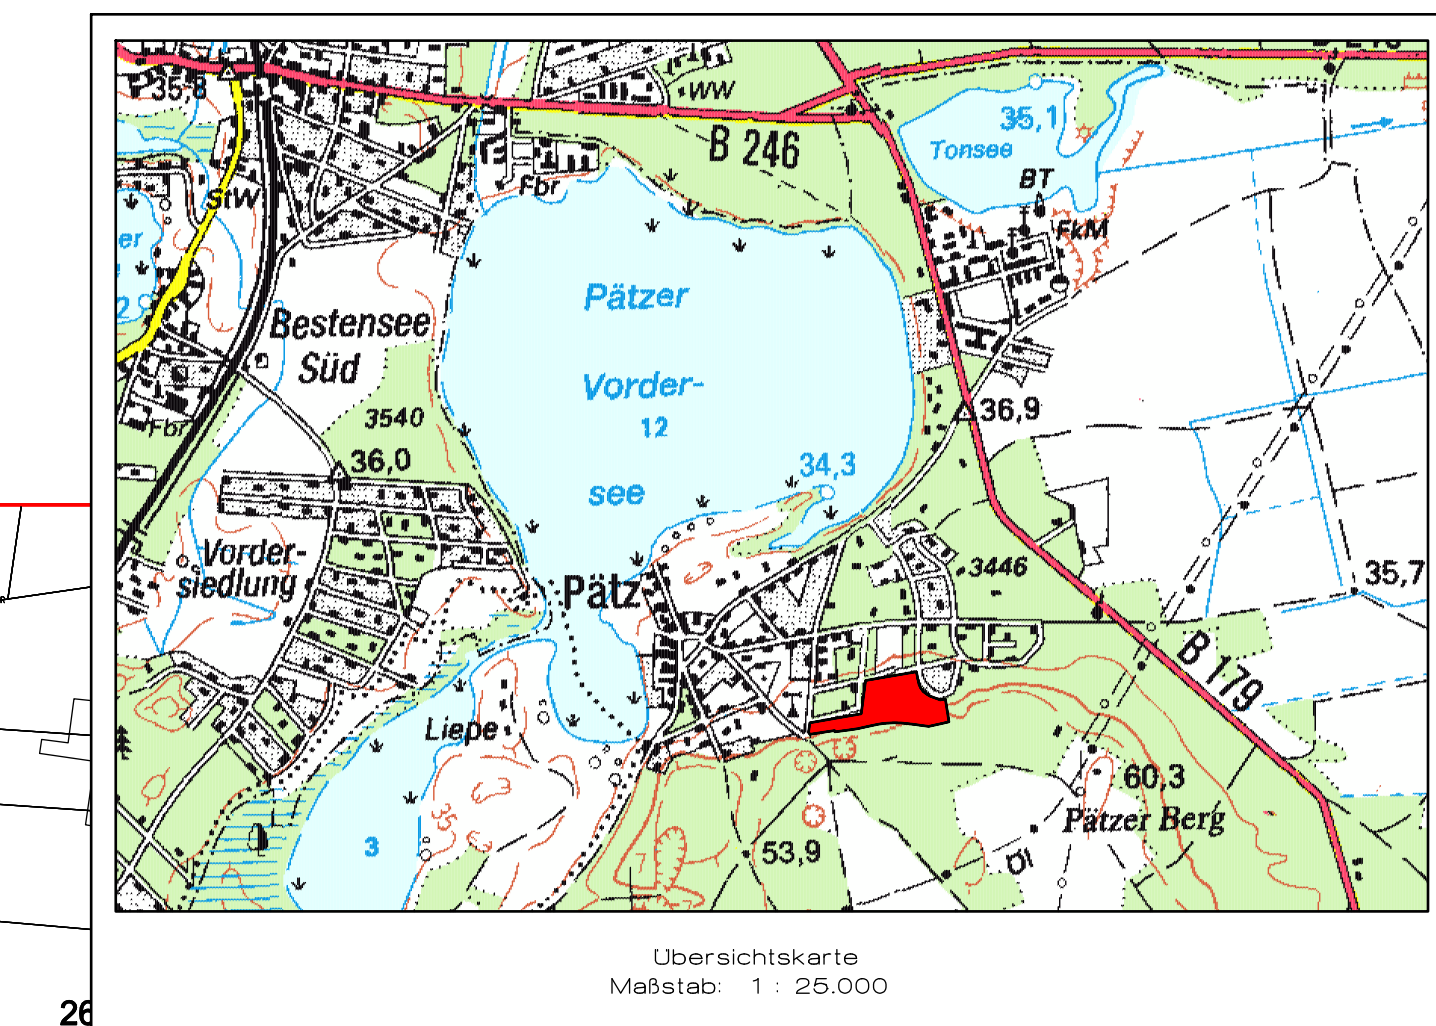 35,8
WW
B 246
35,1
Tonsee
BT
FkM
Fbr
StW
er
2
Pätzer
Bestensee
Süd
Vorder-
12
36,9
3540
Fbr
36,0
34,3
see
Vorder-
siedlung
Pätz
3446
35,7
B 179
Liepe
60,3
Pätzer Berg
35
3
53,9
Öl
Übersichtskarte
Maßstab: 1 : 25.000
26